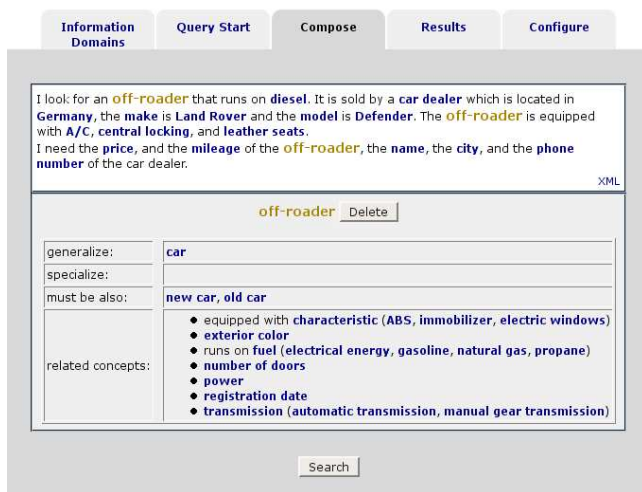 Information Domains
Query Start
Compose
Results
Configure
I look for an off-roader that runs on diesel. It is sold by a car dealer which is located in
Germany, the make is Land Rover and the model is Defender. The off-roader is equipped
with A/C, central locking, and leather seats.
I need the price, and the mileage of the off-roader, the name, the city, and the phone
number of the car dealer.
XML
off-roader Delete
generalize: car
specialize:
must be also: new car, old car
related concepts:
• equipped with characteristic (ABS, immobilizer, electric windows)
• exterior color
• runs on fuel (electrical energy, gasoline, natural gas, propane)
• number of doors
• power
• registration date
• transmission (automatic transmission, manual gear transmission)
Search